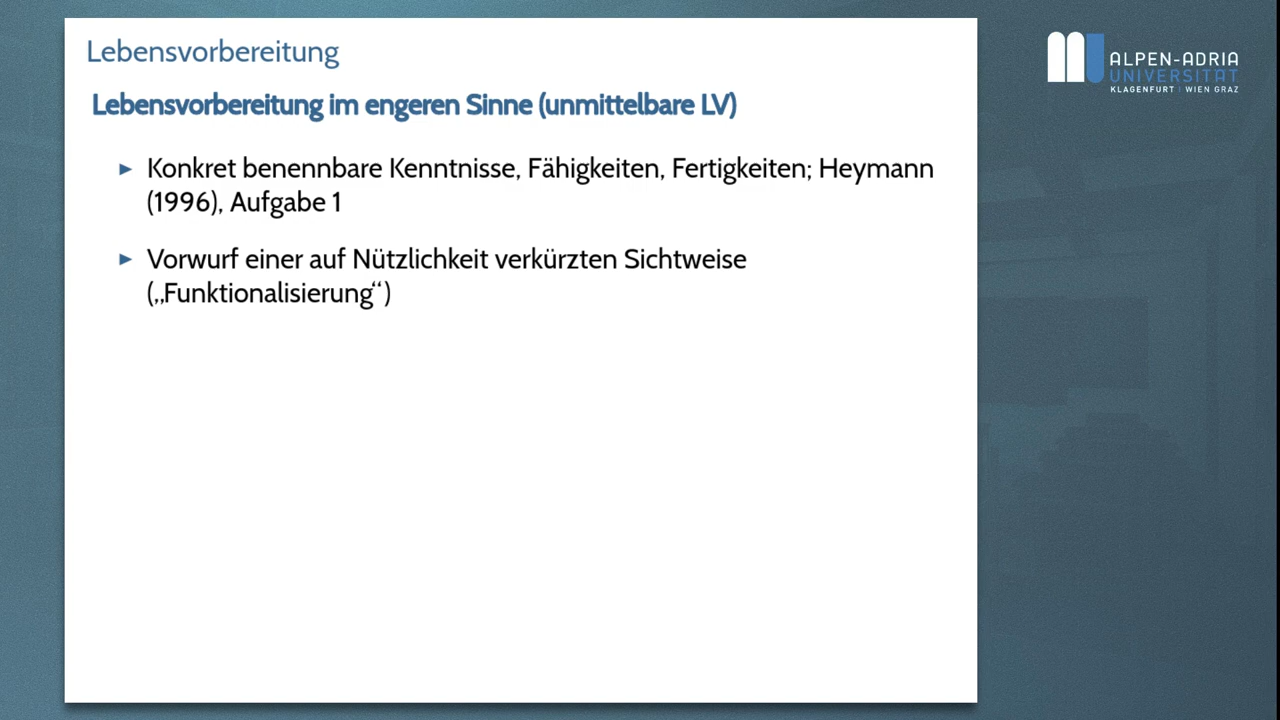 Lebensvorbereitung
Lebensvorbereitung im engeren Sinne (unmittelbare LV)
► Konkret benennbare Kenntnisse, Fähigkeiten, Fertigkeiten; Heymann
(1996), Aufgabe 1
► Vorwurf einer auf Nützlichkeit verkürzten Sichtweise
(„Funktionalisierung“)
ALPEN-ADRIA
UNIVERSITÄT
KLAGENFURT | WIEN GRAZ